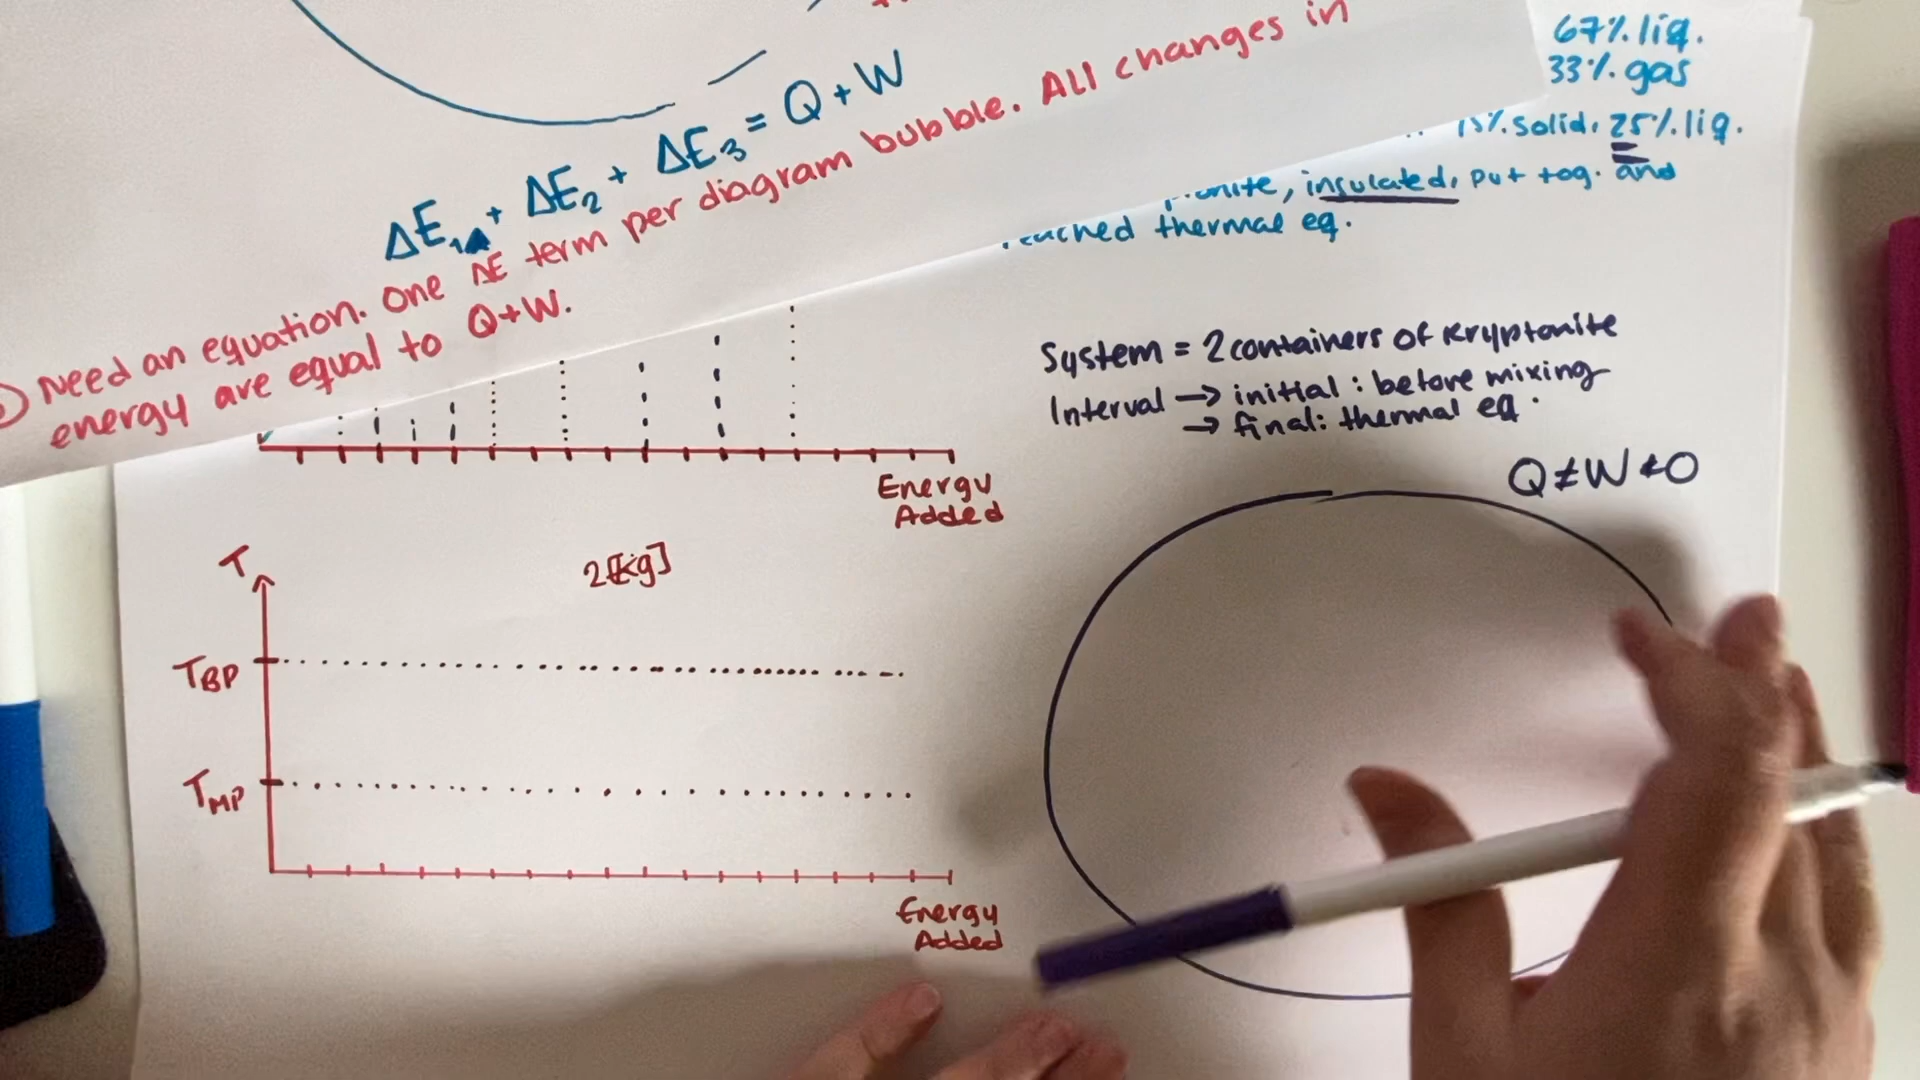 ΔE₁ + ΔE₂ + ΔE₃ = Q + W
Need an equation. One ΔE term per diagram bubble. All changes in
energy are equal to Q+W.
67% liq.
33% gas
solid, 25% liq.
insulated, put tog. and
reached thermal eq.
System = 2 containers of Kryptonite
Interval → initial: before mixing
→ final: thermal eq.
Energy
Added
T
2[kg]
TBP
TMP
Energy
Added